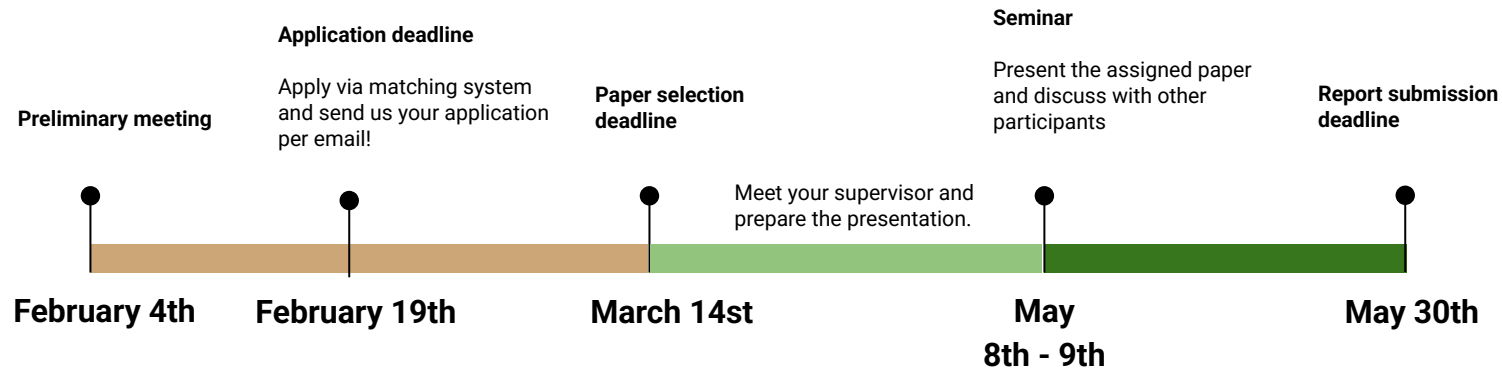 Preliminary meeting
Application deadline
Apply via matching system
and send us your application
per email!
Paper selection
deadline
Meet your supervisor and
prepare the presentation.
Seminar
Present the assigned paper
and discuss with other
participants
Report submission
deadline
February 4th
February 19th
March 14st
May
8th - 9th
May 30th